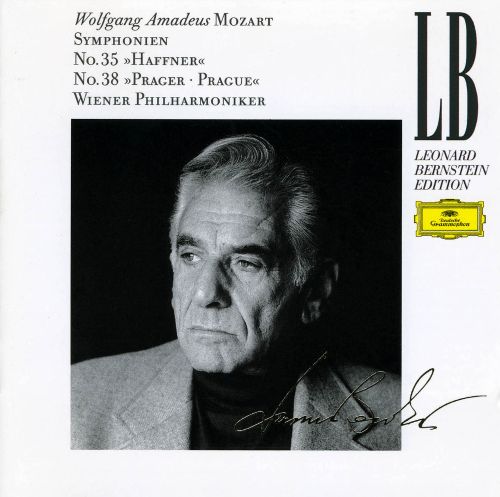 Wolfgang Amadeus MOZART
SYMPHONIEN
No.35 »HAFFNER«
No.38 »PRAGER · PRAGUE«
WIENER PHILHARMONIKER
LB
LEONARD
BERNSTEIN
EDITION
Deutsche
Grammophon